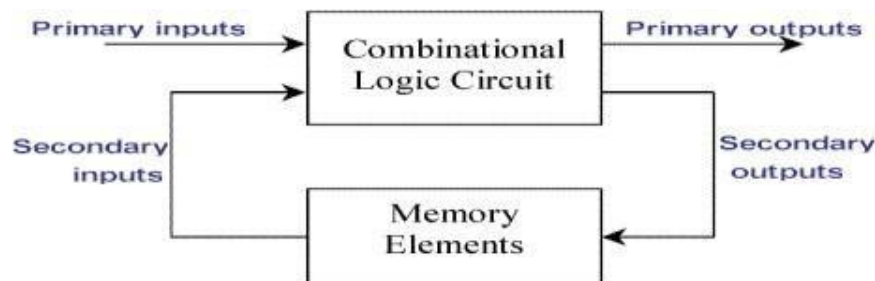 Primary inputs
Combinational
Logic Circuit
Primary outputs
Secondary
inputs
Secondary
outputs
Memory
Elements